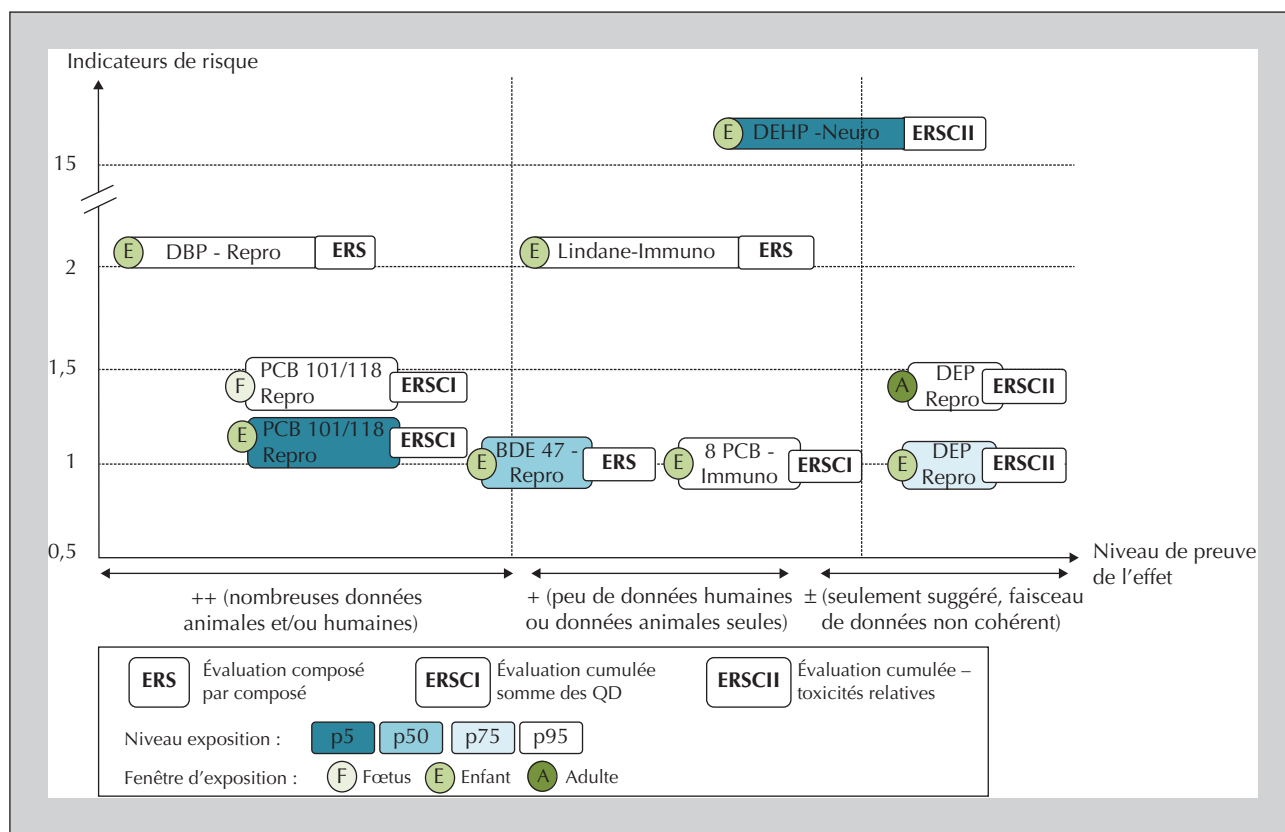 Indicateurs de risque
E DEHP -Neuro ERSCII
15
E DBP - Repro ERS
E Lindane-Immuno ERS
2
1,5
F PCB 101/118
Repro
ERSCI
A DEP
Repro
ERSCII
E PCB 101/118
Repro
ERSCI
1
E BDE 47 -
Repro
ERS
E 8 PCB -
Immuno
ERSCI
E DEP
Repro
ERSCII
0,5
Niveau de preuve
de l’effet
++ (nombreuses données
animales et/ou humaines)
+ (peu de données humaines
ou données animales seules)
± (seulement suggéré, faisceau
de données non cohérent)
ERS Évaluation composé
par composé
ERSCI Évaluation cumulée
somme des QD
ERSCII Évaluation cumulée –
toxicités relatives
Niveau exposition : p5 p50 p75 p95
Fenêtre d’exposition : F Fœtus E Enfant A Adulte